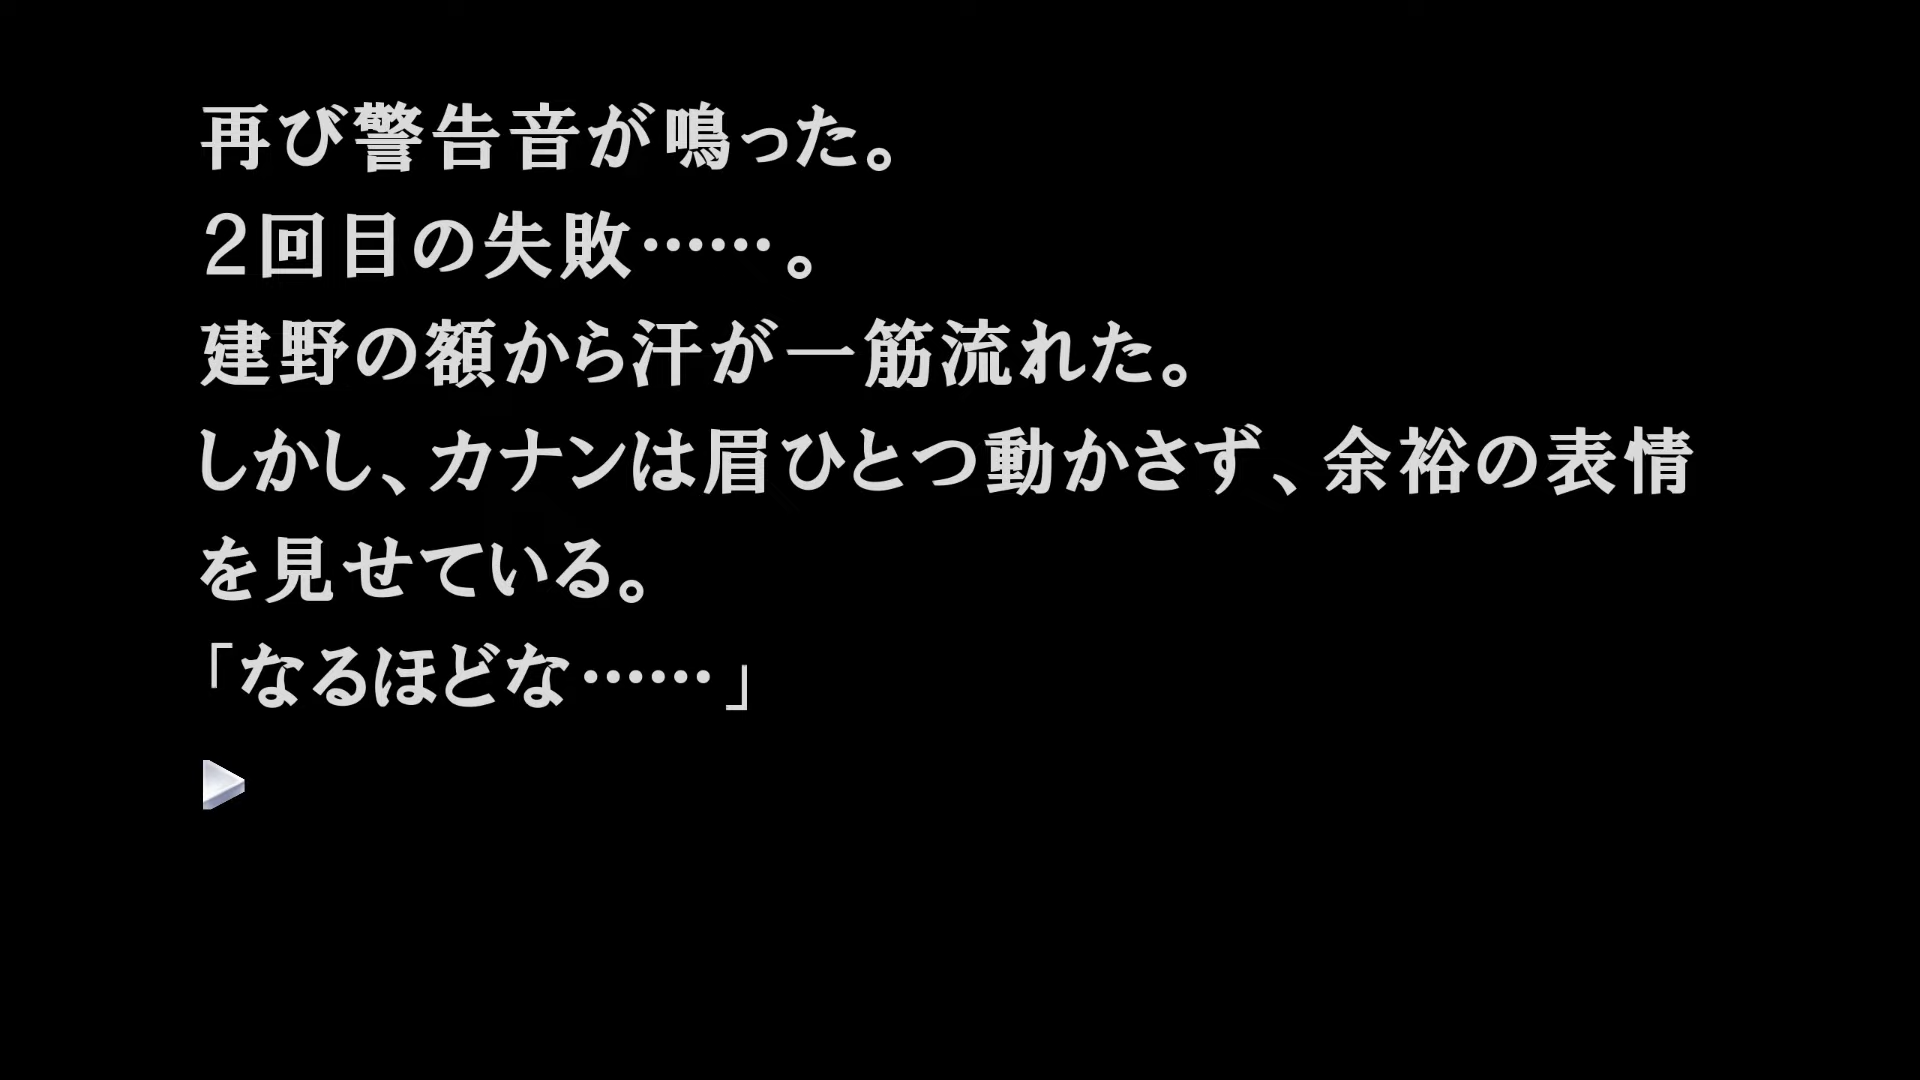 再び警告音が鳴った。
２回目の失敗……。
建野の額から汗が一筋流れた。
しかし、カナンは眉ひとつ動かさず、余裕の表情
を見せている。
「なるほどな……」